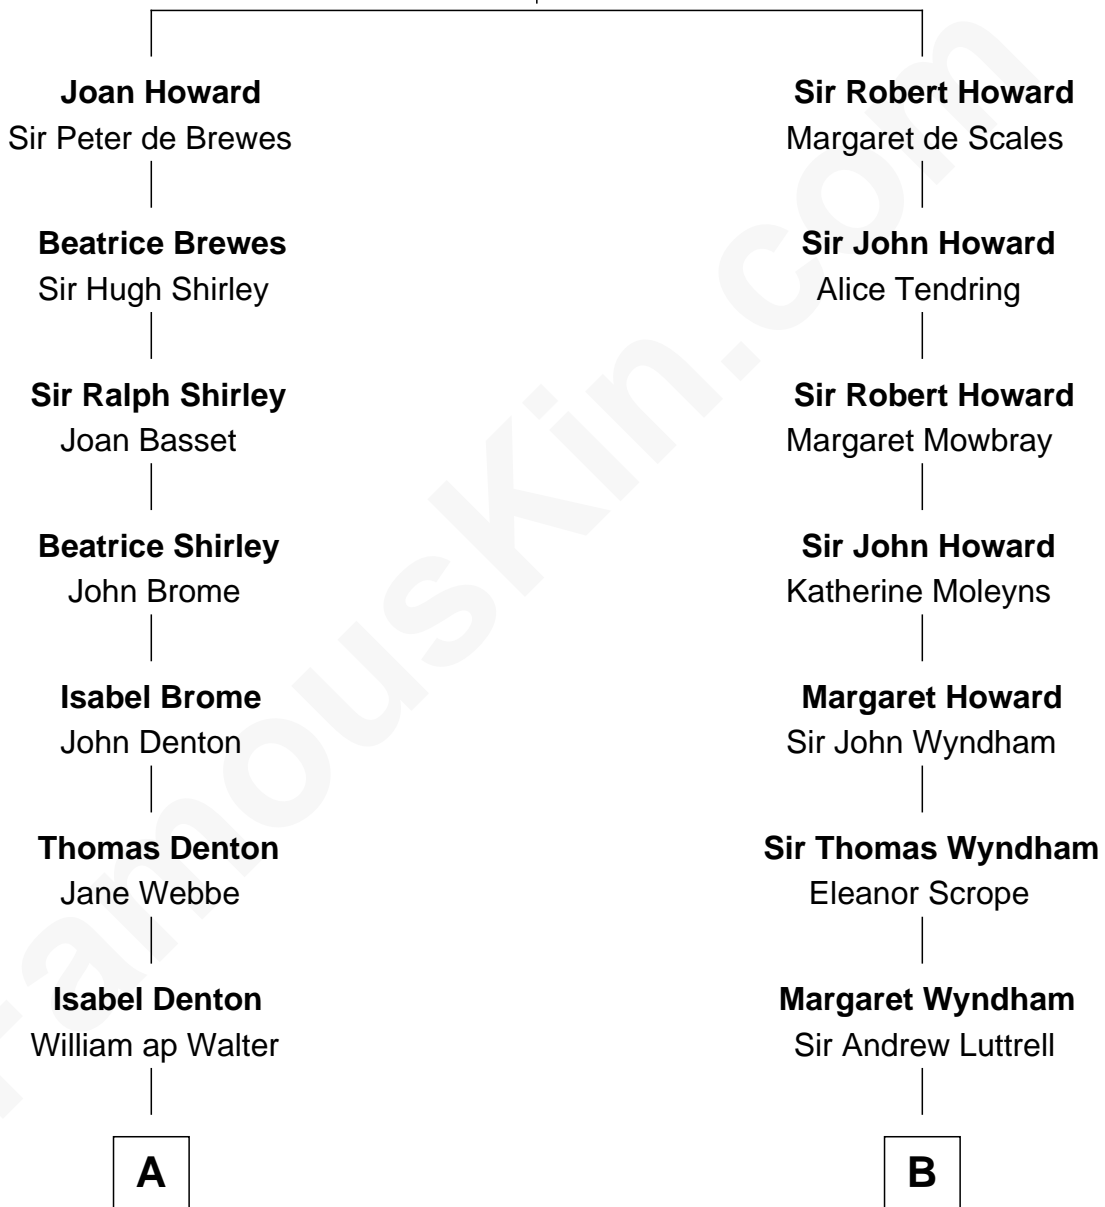 Joan Howard
Sir Peter de Brewes
Beatrice Brewes
Sir Hugh Shirley
Sir Ralph Shirley
Joan Basset
Beatrice Shirley
John Brome
Isabel Brome
John Denton
Thomas Denton
Jane Webbe
Isabel Denton
William ap Walter
A
Sir Robert Howard
Margaret de Scales
Sir John Howard
Alice Tendring
Sir Robert Howard
Margaret Mowbray
Sir John Howard
Katherine Moleyns
Margaret Howard
Sir John Wyndham
Sir Thomas Wyndham
Eleanor Scrope
Margaret Wyndham
Sir Andrew Luttrell
B
FamousKin.com